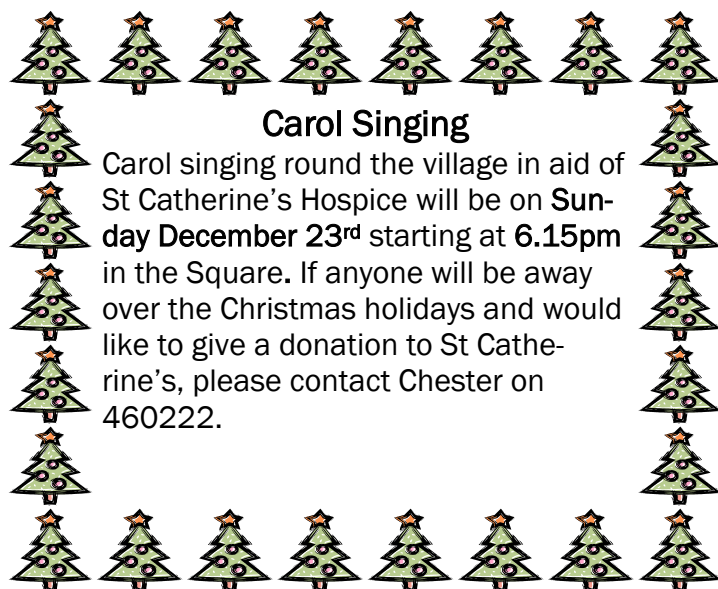 Carol Singing
Carol singing round the village in aid of
St Catherine's Hospice will be on Sun-
day December 23rd starting at 6.15pm
in the Square. If anyone will be away
over the Christmas holidays and would
like to give a donation to St Cathe-
rine's, please contact Chester on
460222.